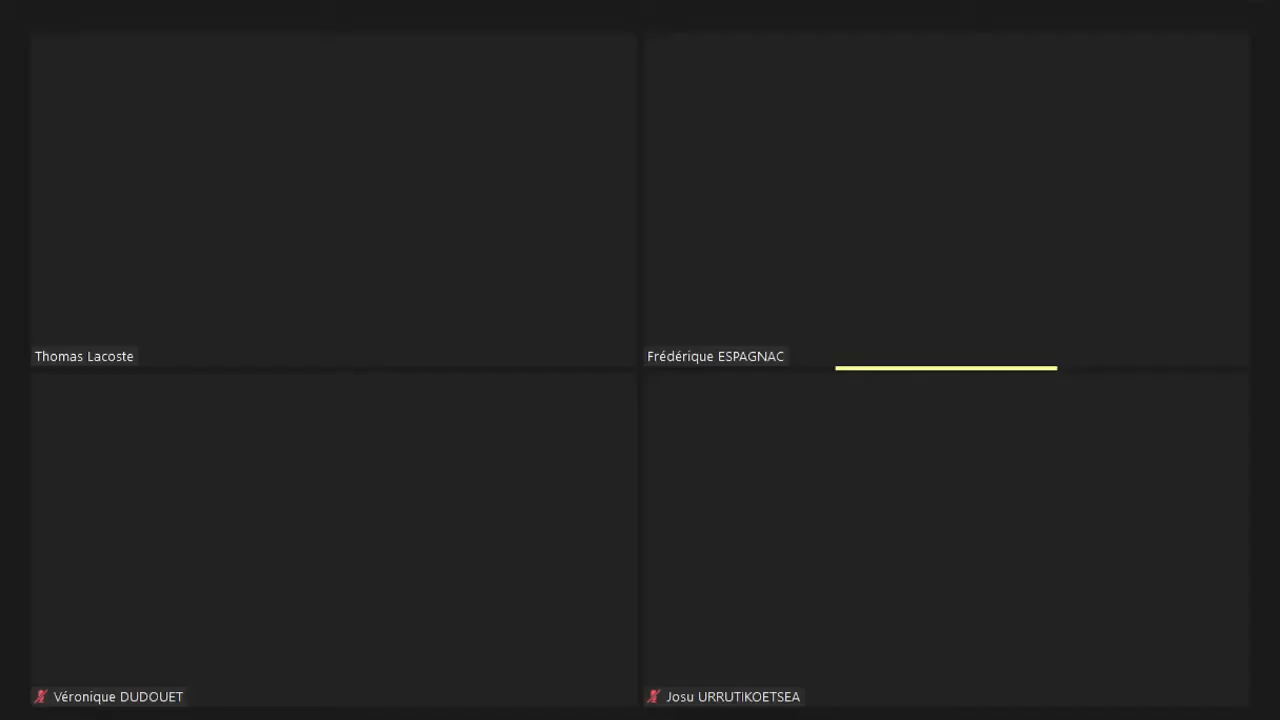 Thomas Lacoste
Frédérique ESPAGNAC
Véronique DUDOUET
Josu URRUTIKOETSEA